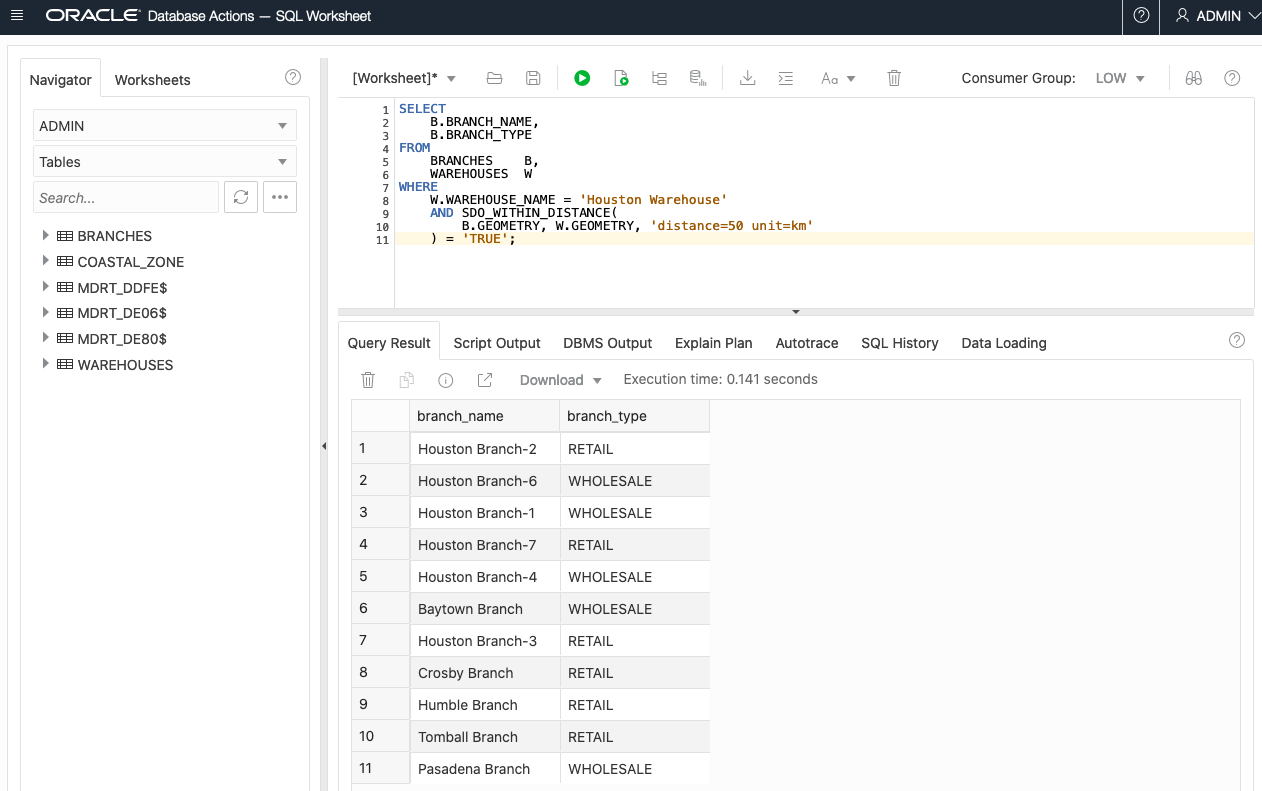 ORACLE Database Actions — SQL Worksheet
ADMIN
Navigator Worksheets
ADMIN
Tables
Search...
BRANCHES
COASTAL_ZONE
MDRT_DDFE$
MDRT_DE06$
MDRT_DE80$
WAREHOUSES
[Worksheet]* Aa Consumer Group: LOW
1 SELECT
2 B.BRANCH_NAME,
3 B.BRANCH_TYPE
4 FROM
5 BRANCHES B,
6 WAREHOUSES W
7 WHERE
8 W.WAREHOUSE_NAME = 'Houston Warehouse'
9 AND SDO_WITHIN_DISTANCE(
10 B.GEOMETRY, W.GEOMETRY, 'distance=50 unit=km'
11 ) = 'TRUE';
Query Result Script Output DBMS Output Explain Plan Autotrace SQL History Data Loading
Download Execution time: 0.141 seconds
branch_name branch_type
1 Houston Branch-2 RETAIL
2 Houston Branch-6 WHOLESALE
3 Houston Branch-1 WHOLESALE
4 Houston Branch-7 RETAIL
5 Houston Branch-4 WHOLESALE
6 Baytown Branch WHOLESALE
7 Houston Branch-3 RETAIL
8 Crosby Branch RETAIL
9 Humble Branch RETAIL
10 Tomball Branch RETAIL
11 Pasadena Branch WHOLESALE